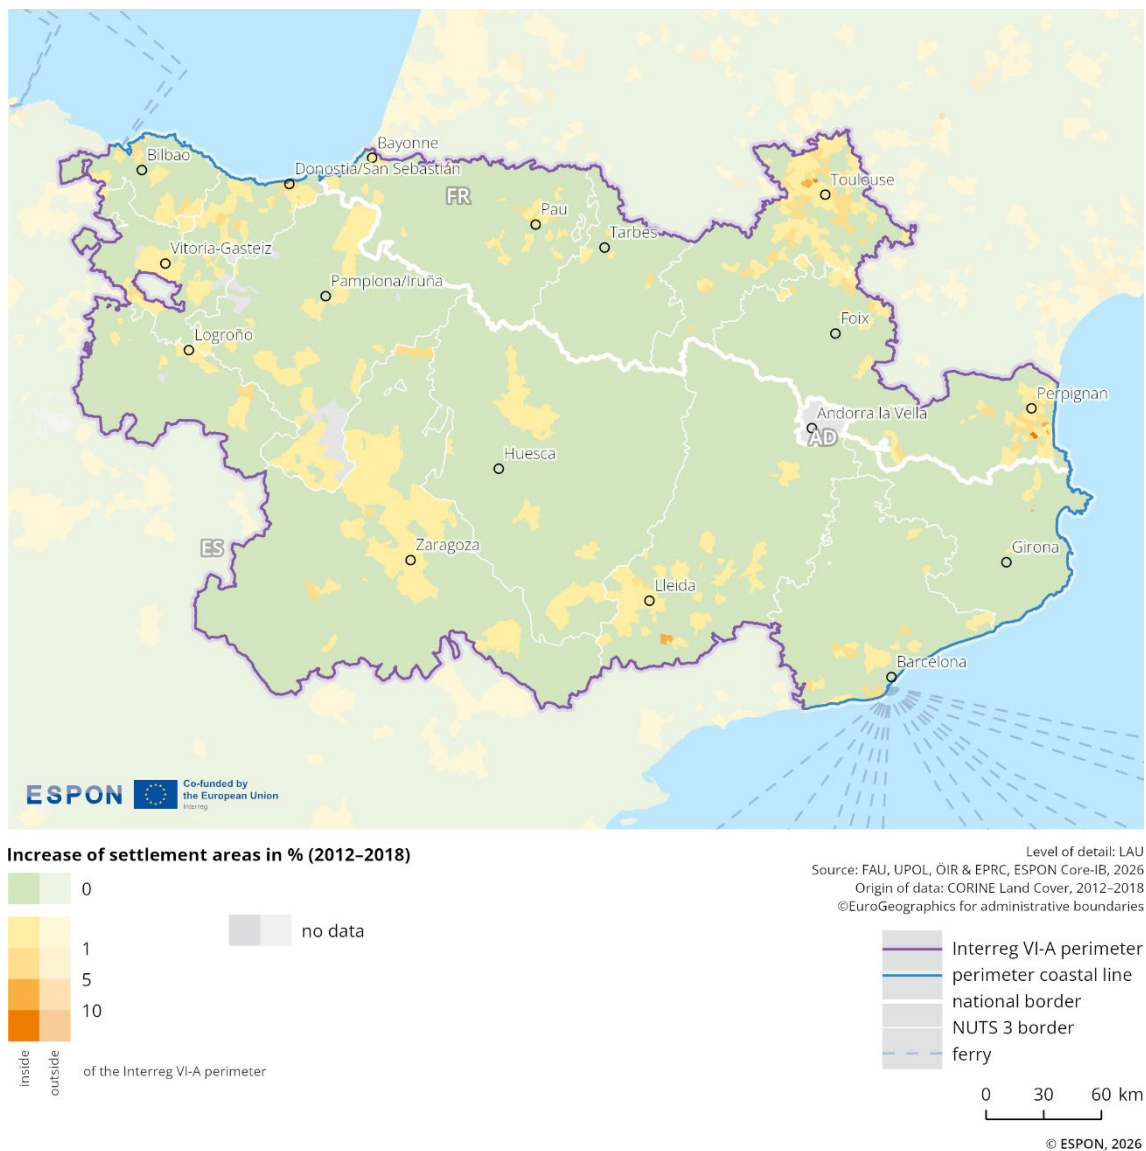 Bayonne
Bilbao
Donostia/San Sebastián
Toulouse
FR
Pau
Tarbes
Vitoria-Gasteiz
Pamplona/Iruña
Foix
Logroño
Perpignan
Andorra la Vella
AD
Huesca
ES
Zaragoza
Girona
Lleida
Barcelona
ESPON
Co-funded by
the European Union
Interreg
Increase of settlement areas in % (2012–2018)
0
1
5
10
no data
inside
outside
of the Interreg VI-A perimeter
Level of detail: LAU
Source: FAU, UPOL, ÖIR & EPRC, ESPON Core-IB, 2026
Origin of data: CORINE Land Cover, 2012–2018
©EuroGeographics for administrative boundaries
Interreg VI-A perimeter
perimeter coastal line
national border
NUTS 3 border
ferry
0 30 60 km
© ESPON, 2026